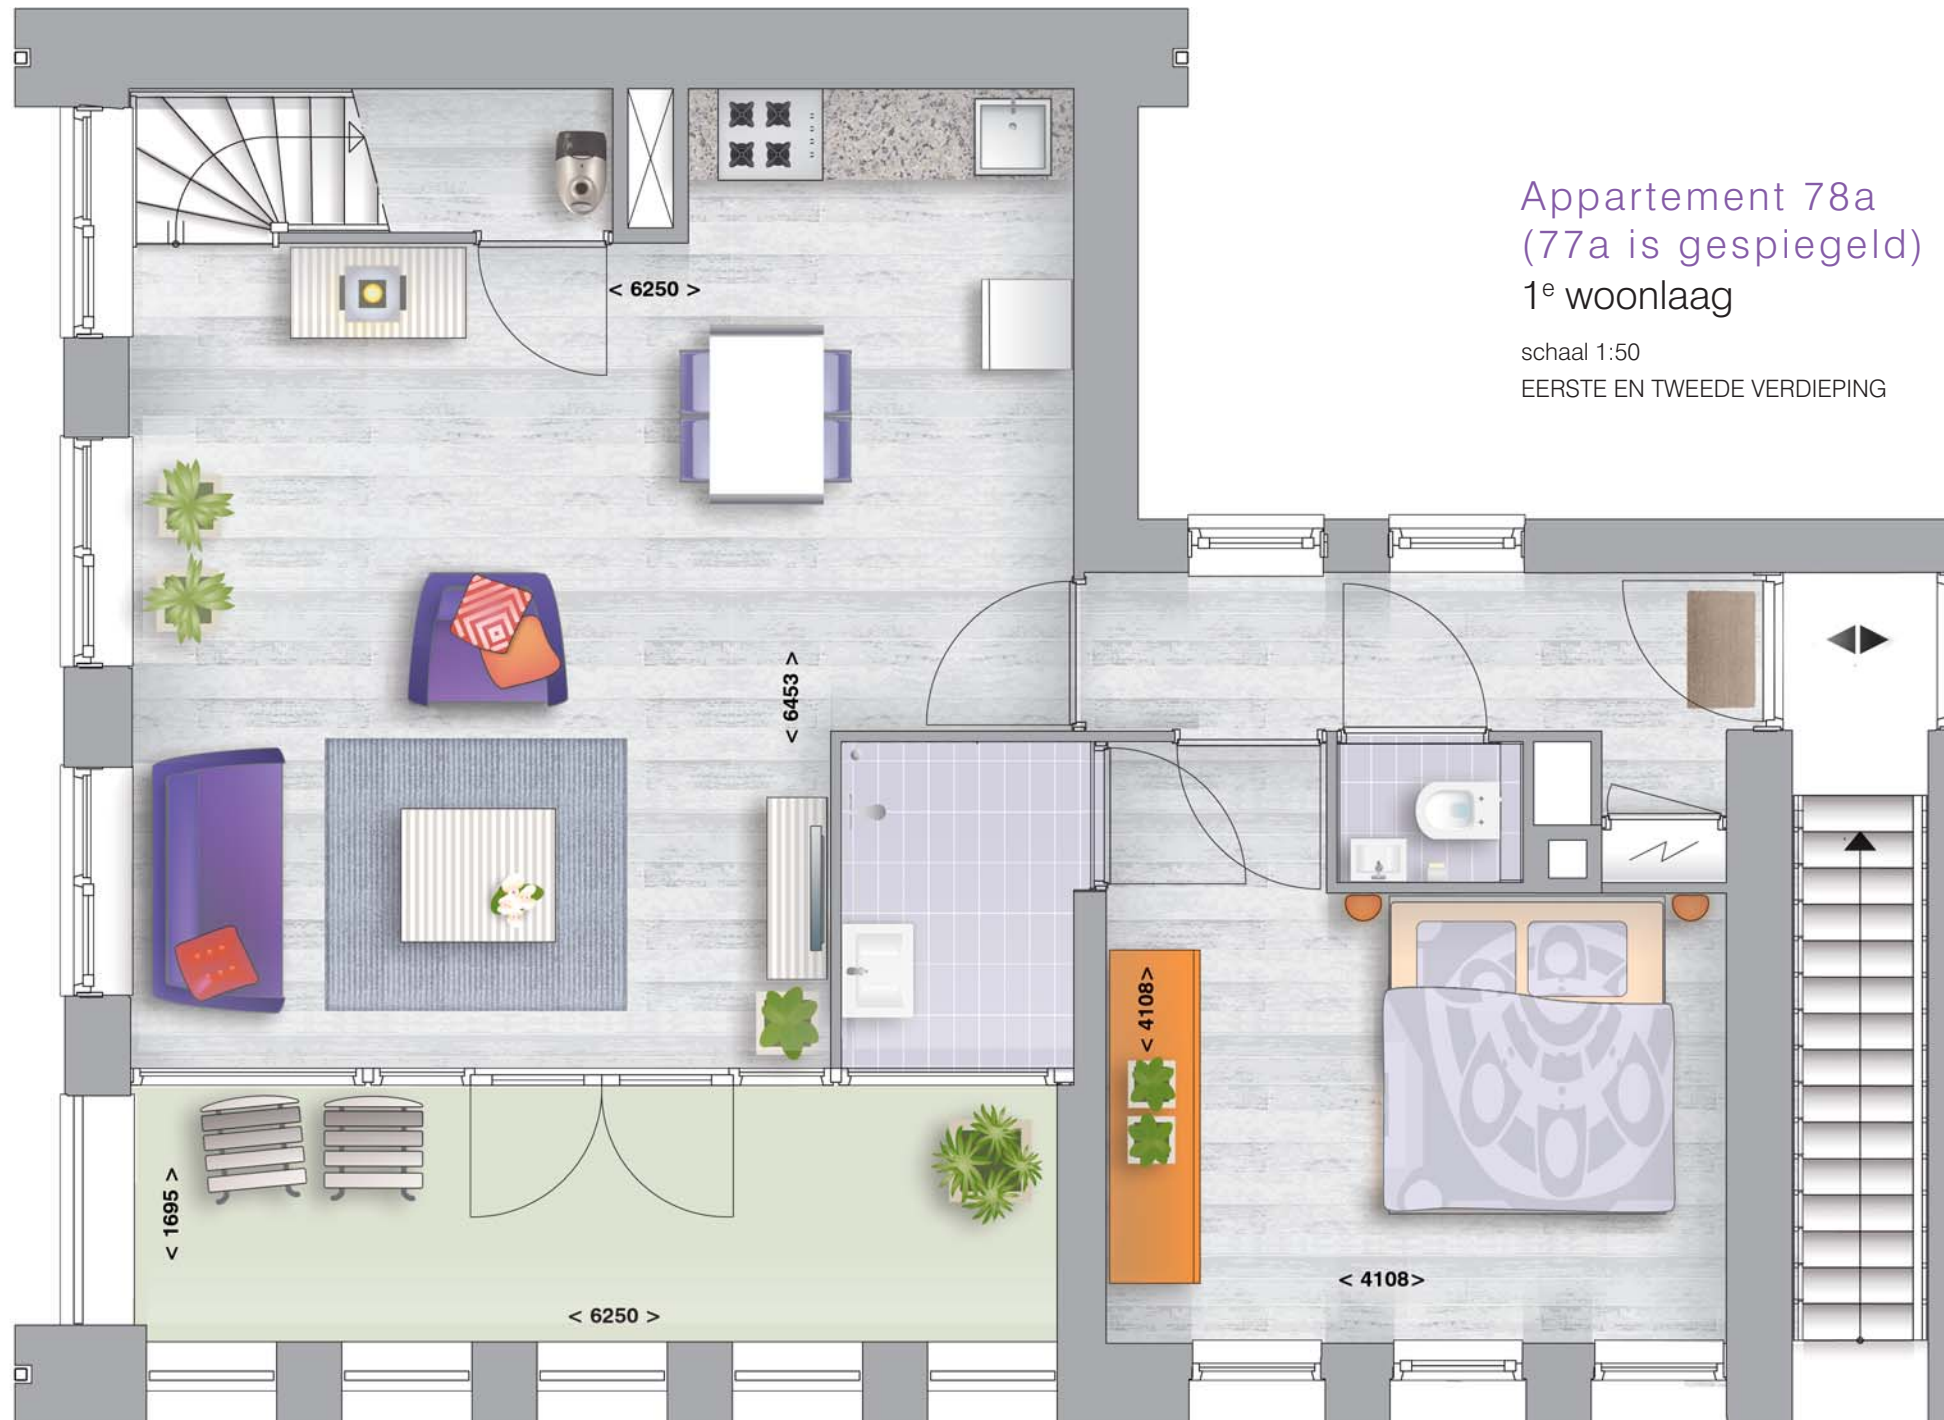 Appartement 78a
(77a is gespiegeld)
1e woonlaag
schaal 1:50
EERSTE EN TWEEDE VERDIEPING
< 6250 >
< 6453 >
< 4108>
< 1695 >
< 4108>
< 6250 >